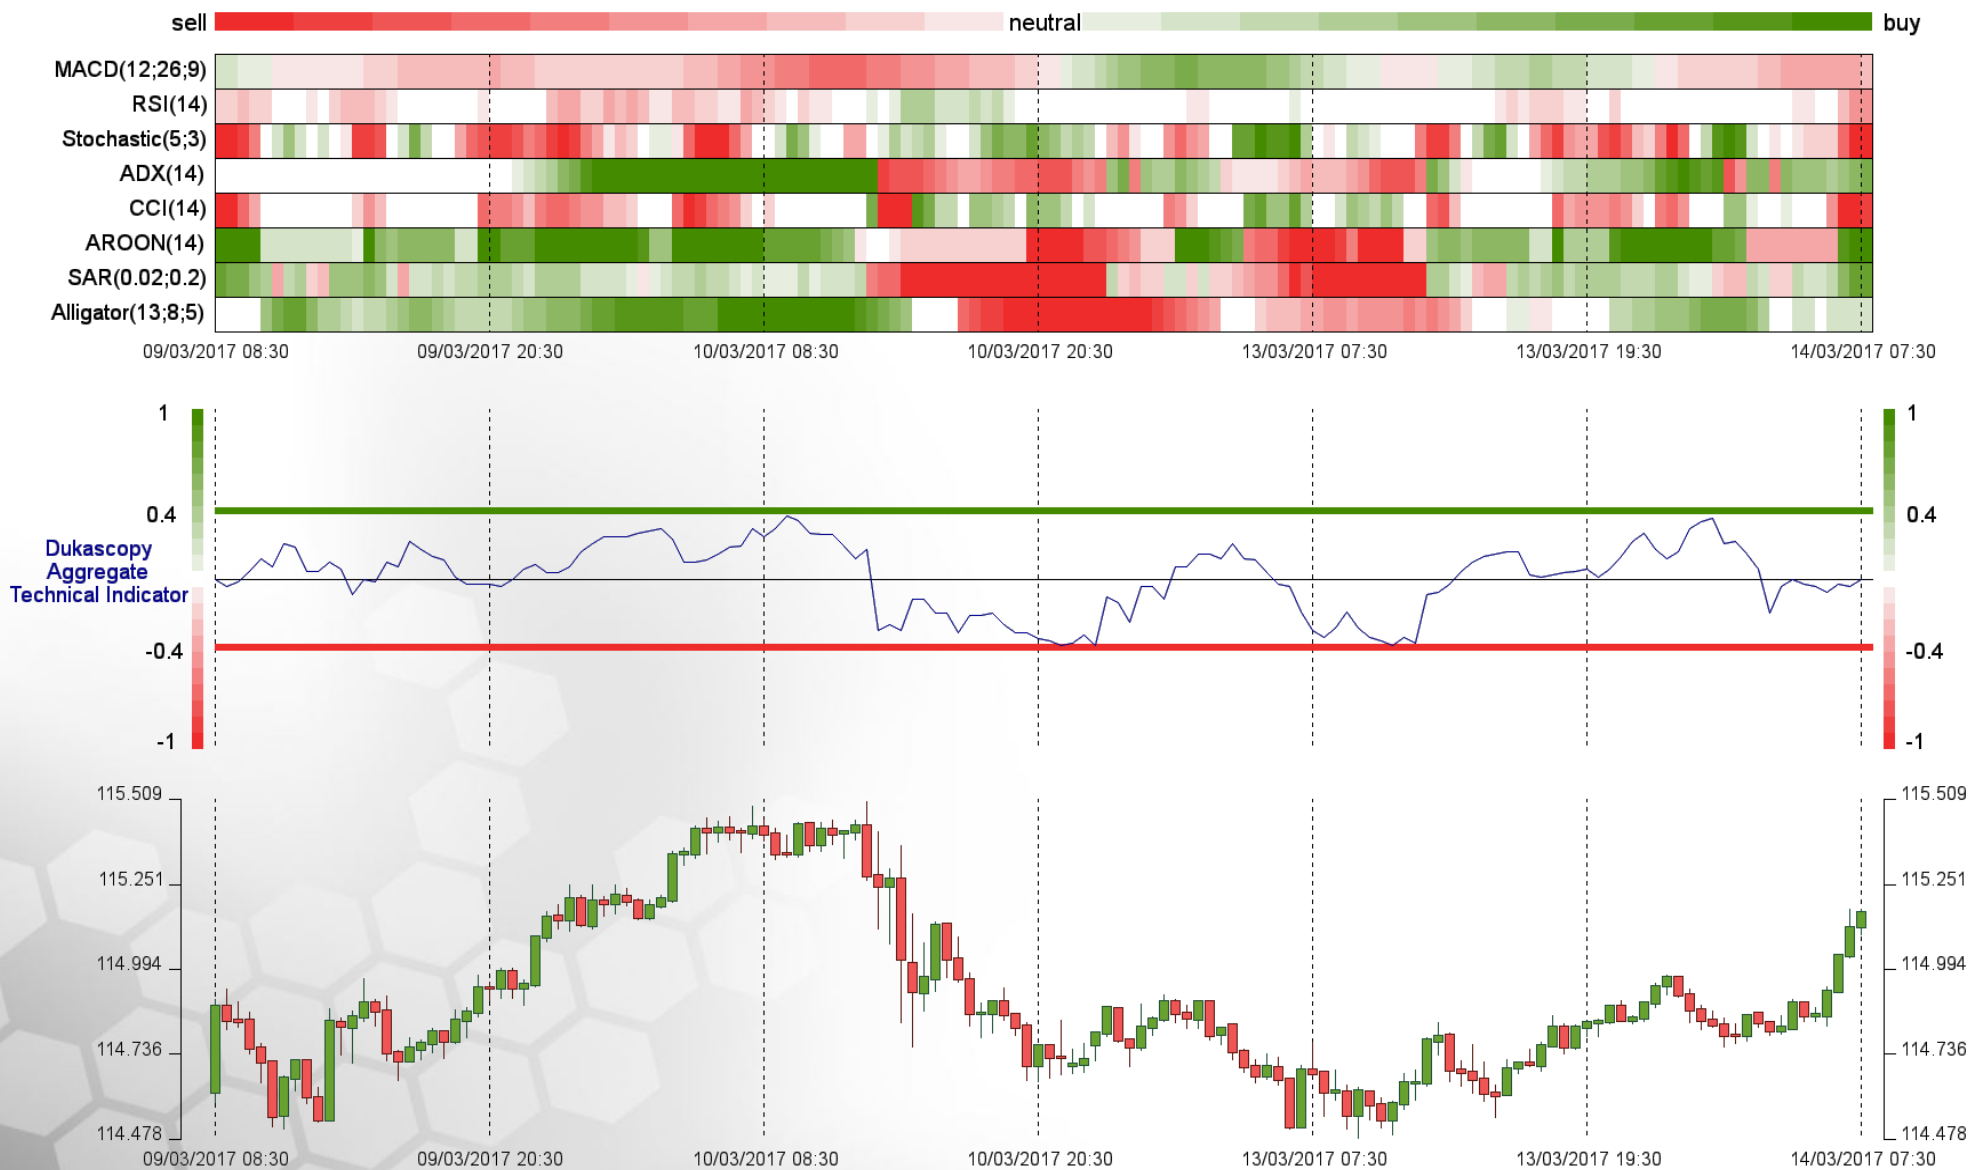 sell neutral buy
MACD(12;26;9)
RSI(14)
Stochastic(5;3)
ADX(14)
CCI(14)
AROON(14)
SAR(0.02;0.2)
Alligator(13;8;5)
09/03/2017 08:30 09/03/2017 20:30 10/03/2017 08:30 10/03/2017 20:30 13/03/2017 07:30 13/03/2017 19:30 14/03/2017 07:30
1 1
0.4 0.4
Dukascopy
Aggregate
Technical Indicator
-0.4 -0.4
-1 -1
115.509 115.509
115.251 115.251
114.994 114.994
114.736 114.736
114.478 114.478
09/03/2017 08:30 09/03/2017 20:30 10/03/2017 08:30 10/03/2017 20:30 13/03/2017 07:30 13/03/2017 19:30 14/03/2017 07:30